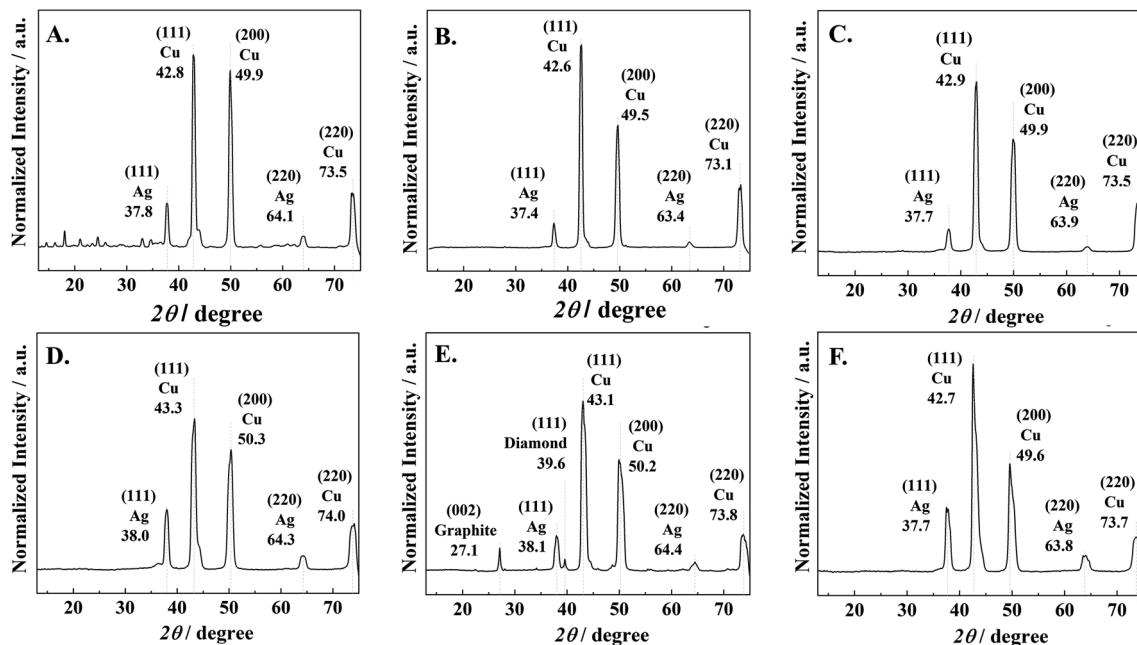 A.
(111)
Cu
42.8
(200)
Cu
49.9
(111)
Ag
37.8
(220)
Ag
64.1
(220)
Cu
73.5
20 30 40 50 60 70
2θ / degree
Normalized Intensity / a.u.
B.
(111)
Cu
42.6
(200)
Cu
49.5
(111)
Ag
37.4
(220)
Ag
63.4
(220)
Cu
73.1
20 30 40 50 60 70
2θ / degree
Normalized Intensity / a.u.
C.
(111)
Cu
42.9
(200)
Cu
49.9
(111)
Ag
37.7
(220)
Ag
63.9
(220)
Cu
73.5
20 30 40 50 60 70
2θ / degree
Normalized Intensity / a.u.
D.
(111)
Cu
43.3
(200)
Cu
50.3
(111)
Ag
38.0
(220)
Ag
64.3
(220)
Cu
74.0
20 30 40 50 60 70
2θ / degree
Normalized Intensity / a.u.
E.
(111)
Cu
43.1
(111)
Diamond
39.6
(200)
Cu
50.2
(002)
Graphite
27.1
(111)
Ag
38.1
(220)
Ag
64.4
(220)
Cu
73.8
20 30 40 50 60 70
2θ / degree
Normalized Intensity / a.u.
F.
(111)
Cu
42.7
(200)
Cu
49.6
(111)
Ag
37.7
(220)
Ag
63.8
(220)
Cu
73.7
20 30 40 50 60 70
2θ / degree
Normalized Intensity / a.u.